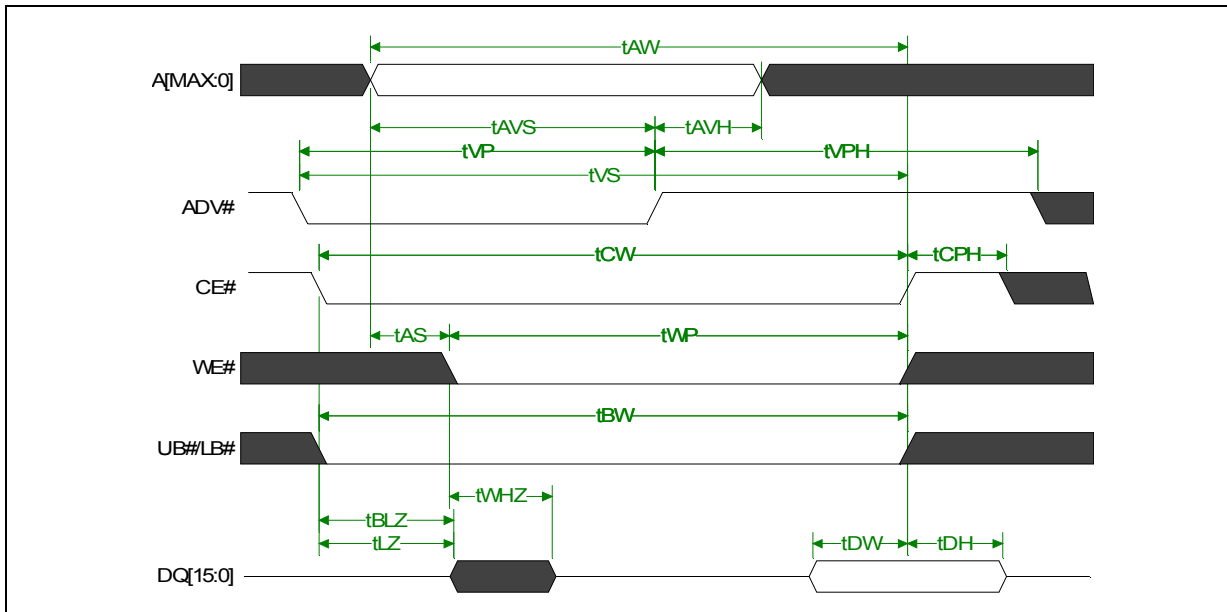 tAW
A[MAX:0]
tAVS
tAVH
tVP
tVPH
tVS
ADV#
tCW
tCPH
CE#
tAS
tWP
WE#
tBW
UB#/LB#
tWHZ
tBLZ
tLZ
tDW
tDH
DQ[15:0]